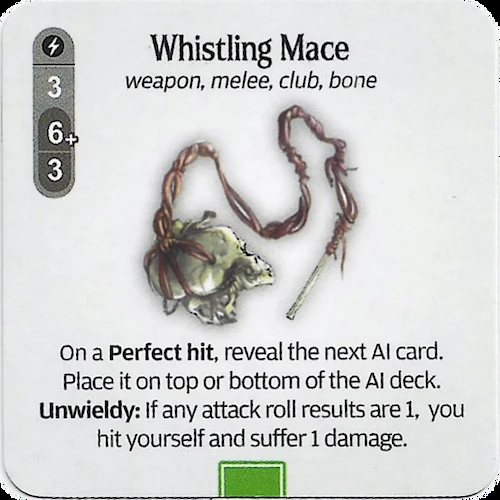 Whistling Mace
weapon, melee, club, bone
3
6+
3
On a Perfect hit, reveal the next AI card.
Place it on top or bottom of the AI deck.
Unwieldy: If any attack roll results are 1, you
hit yourself and suffer 1 damage.